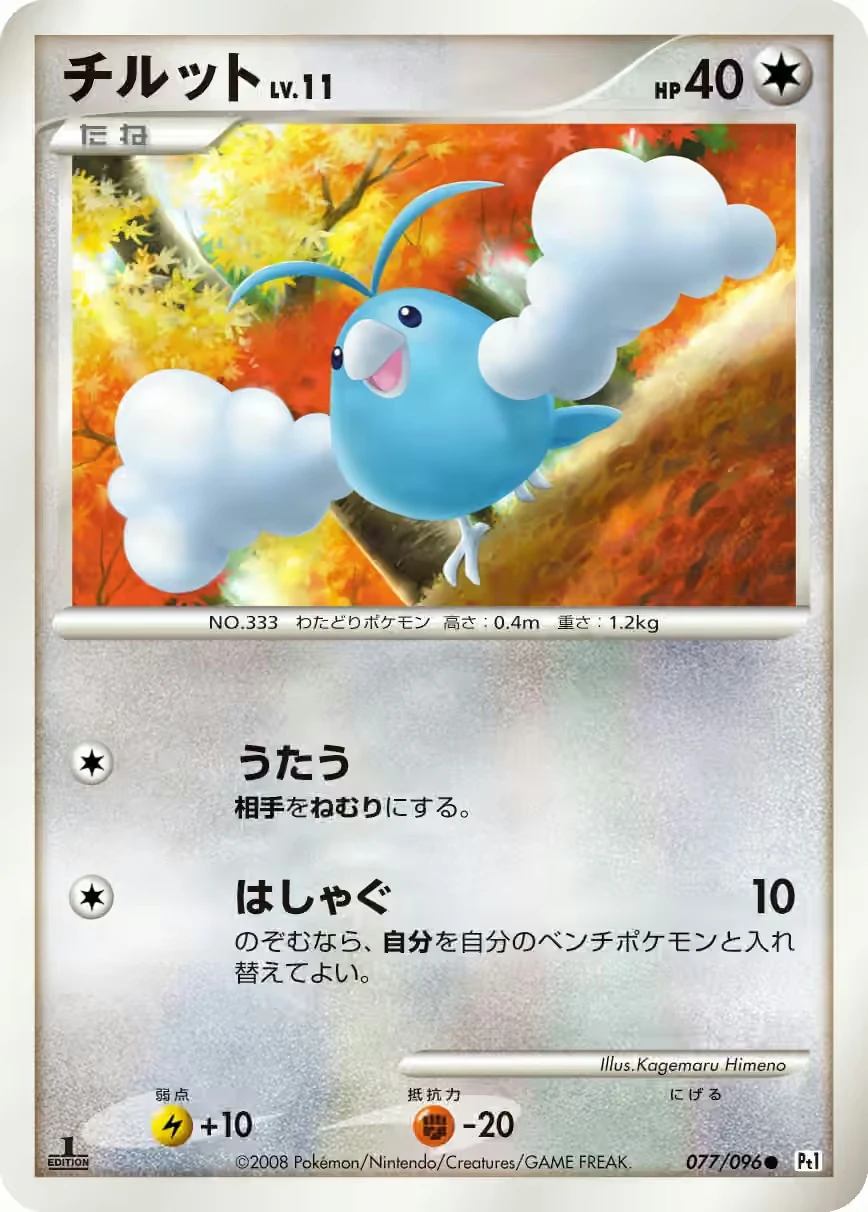 チルット LV.11 HP 40
たね
NO.333 わたどりポケモン 高さ:0.4m 重さ:1.2kg
うたう
相手をねむりにする。
はしゃぐ 10
のぞむなら、自分を自分のベンチポケモンと入れ
替えてよい。
Illus.Kagemaru Himeno
弱点 抵抗力 にげる
+10 -20
1 EDITION
©2008 Pokémon/Nintendo/Creatures/GAME FREAK. 077/096● Pt1